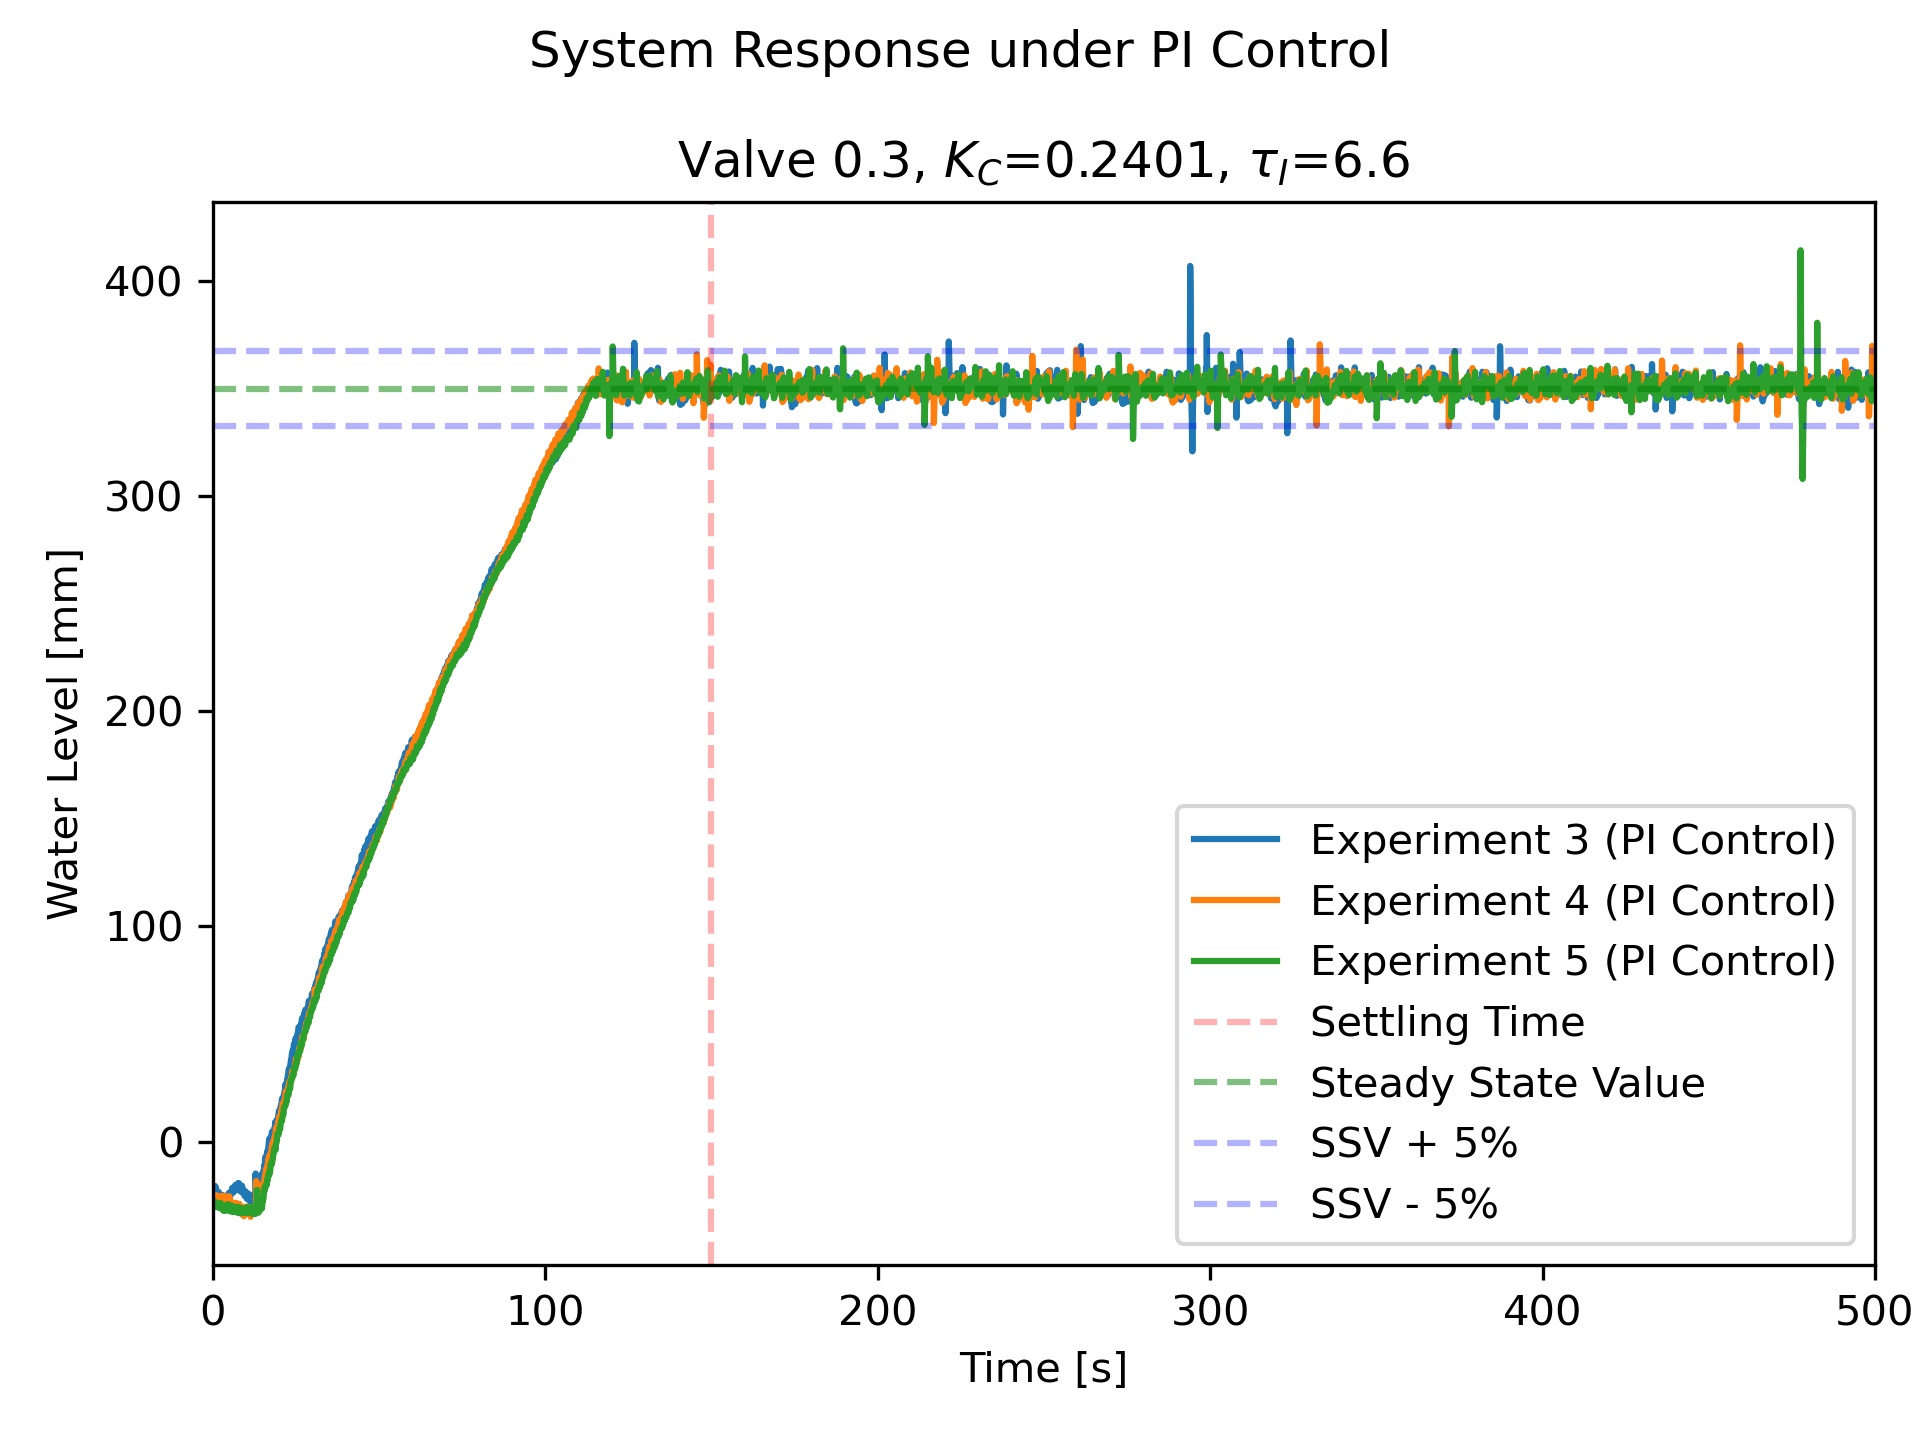 System Response under PI Control
Valve 0.3, K_C=0.2401, τ_I=6.6
400
300
200
100
0
Water Level [mm]
Experiment 3 (PI Control)
Experiment 4 (PI Control)
Experiment 5 (PI Control)
Settling Time
Steady State Value
SSV + 5%
SSV - 5%
0 100 200 300 400 500
Time [s]